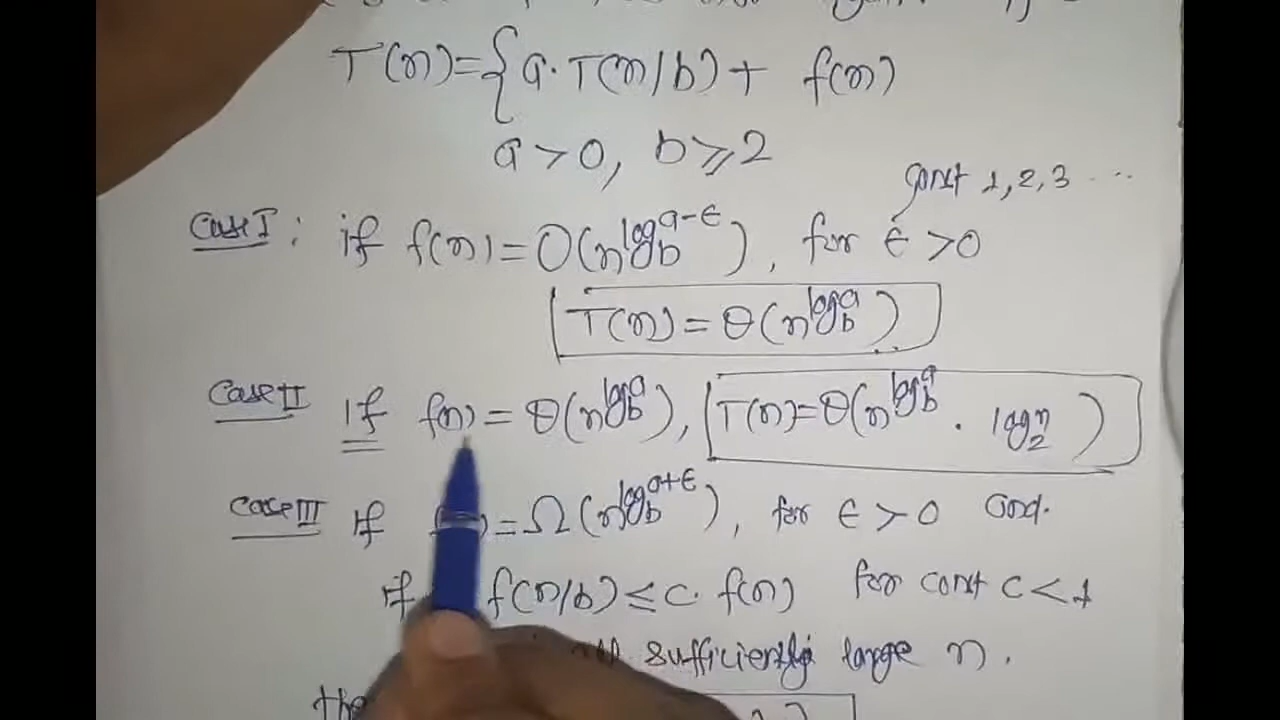 T(n)={a.T(n/b)+ f(n)
a>0, b≥2
const 1,2,3 ...
Case I: if f(n)=O(n^log_b^a-ϵ), for ϵ>0
T(n)=θ(n^log_b^a)
Case II If f(n)=θ(n^log_b^a), T(n)=θ(n^log_b^a . log_2^n)
Case III If =Ω(n^log_b^a+ϵ), for ϵ>0 and.
if f(n/b)≤c. f(n) for const c<1
sufficiently large n.